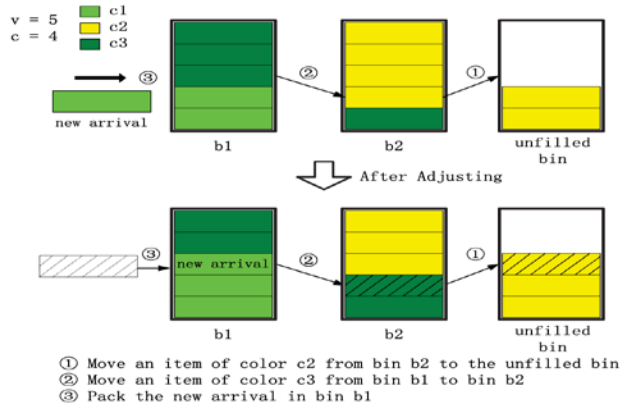 v = 5
c = 4
c1
c2
c3
③
②
①
new arrival
b1
b2
unfilled
bin
After Adjusting
③
new arrival
②
①
b1
b2
unfilled
bin
① Move an item of color c2 from bin b2 to the unfilled bin
② Move an item of color c3 from bin b1 to bin b2
③ Pack the new arrival in bin b1